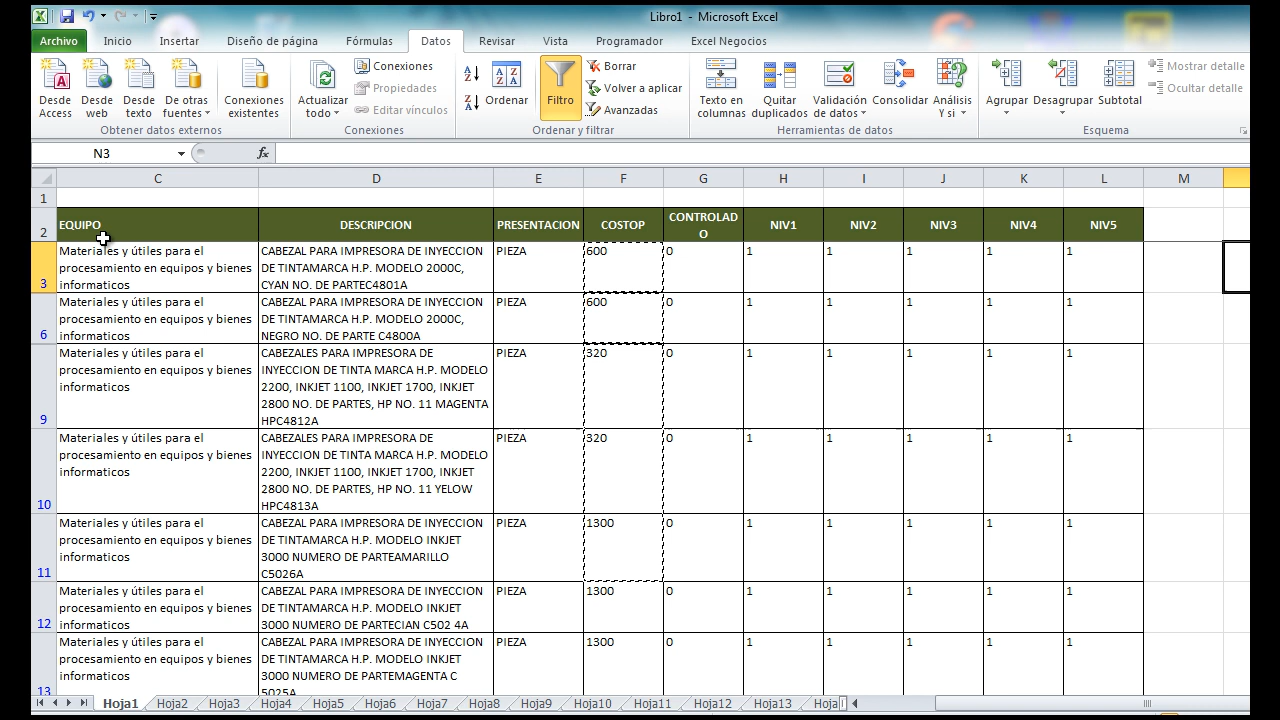 Libro1 - Microsoft Excel
Archivo Inicio Insertar Diseño de página Fórmulas Datos Revisar Vista Programador Excel Negocios
Desde Access
Desde web
Desde texto
De otras fuentes
Conexiones existentes
Obtener datos externos
Actualizar todo
Conexiones
Propiedades
Editar vínculos
Conexiones
Ordenar
Filtro
Borrar
Volver a aplicar
Avanzadas
Ordenar y filtrar
Texto en columnas
Quitar duplicados
Validación de datos
Consolidar
Análisis Y si
Herramientas de datos
Agrupar
Desagrupar
Subtotal
Mostrar detalle
Ocultar detalle
Esquema
N3 fx
C D E F G H I J K L M
1
2 EQUIPO DESCRIPCION PRESENTACION COSTOP CONTROLADO NIV1 NIV2 NIV3 NIV4 NIV5
Materiales y útiles para el CABEZAL PARA IMPRESORA DE INYECCION PIEZA 600 0 1 1 1 1 1
procesamiento en equipos y bienes DE TINTAMARCA H.P. MODELO 2000C,
3 informaticos CYAN NO. DE PARTEC4801A
Materiales y útiles para el CABEZAL PARA IMPRESORA DE INYECCION PIEZA 600 0 1 1 1 1 1
procesamiento en equipos y bienes DE TINTAMARCA H.P. MODELO 2000C,
6 informaticos NEGRO NO. DE PARTE C4800A
Materiales y útiles para el CABEZALES PARA IMPRESORA DE PIEZA 320 0 1 1 1 1 1
procesamiento en equipos y bienes INYECCION DE TINTA MARCA H.P. MODELO
informaticos 2200, INKJET 1100, INKJET 1700, INKJET
2800 NO. DE PARTES, HP NO. 11 MAGENTA
9 HPC4812A
Materiales y útiles para el CABEZALES PARA IMPRESORA DE PIEZA 320 0 1 1 1 1 1
procesamiento en equipos y bienes INYECCION DE TINTA MARCA H.P. MODELO
informaticos 2200, INKJET 1100, INKJET 1700, INKJET
2800 NO. DE PARTES, HP NO. 11 YELOW
10 HPC4813A
Materiales y útiles para el CABEZAL PARA IMPRESORA DE INYECCION PIEZA 1300 0 1 1 1 1 1
procesamiento en equipos y bienes DE TINTAMARCA H.P. MODELO INKJET
informaticos 3000 NUMERO DE PARTEAMARILLO
11 C5026A
Materiales y útiles para el CABEZAL PARA IMPRESORA DE INYECCION PIEZA 1300 0 1 1 1 1 1
procesamiento en equipos y bienes DE TINTAMARCA H.P. MODELO INKJET
12 informaticos 3000 NUMERO DE PARTECIAN C502 4A
Materiales y útiles para el CABEZAL PARA IMPRESORA DE INYECCION PIEZA 1300 0 1 1 1 1 1
procesamiento en equipos y bienes DE TINTAMARCA H.P. MODELO INKJET
informaticos 3000 NUMERO DE PARTEMAGENTA C
13 5025A
Hoja1 Hoja2 Hoja3 Hoja4 Hoja5 Hoja6 Hoja7 Hoja8 Hoja9 Hoja10 Hoja11 Hoja12 Hoja13 Hoja